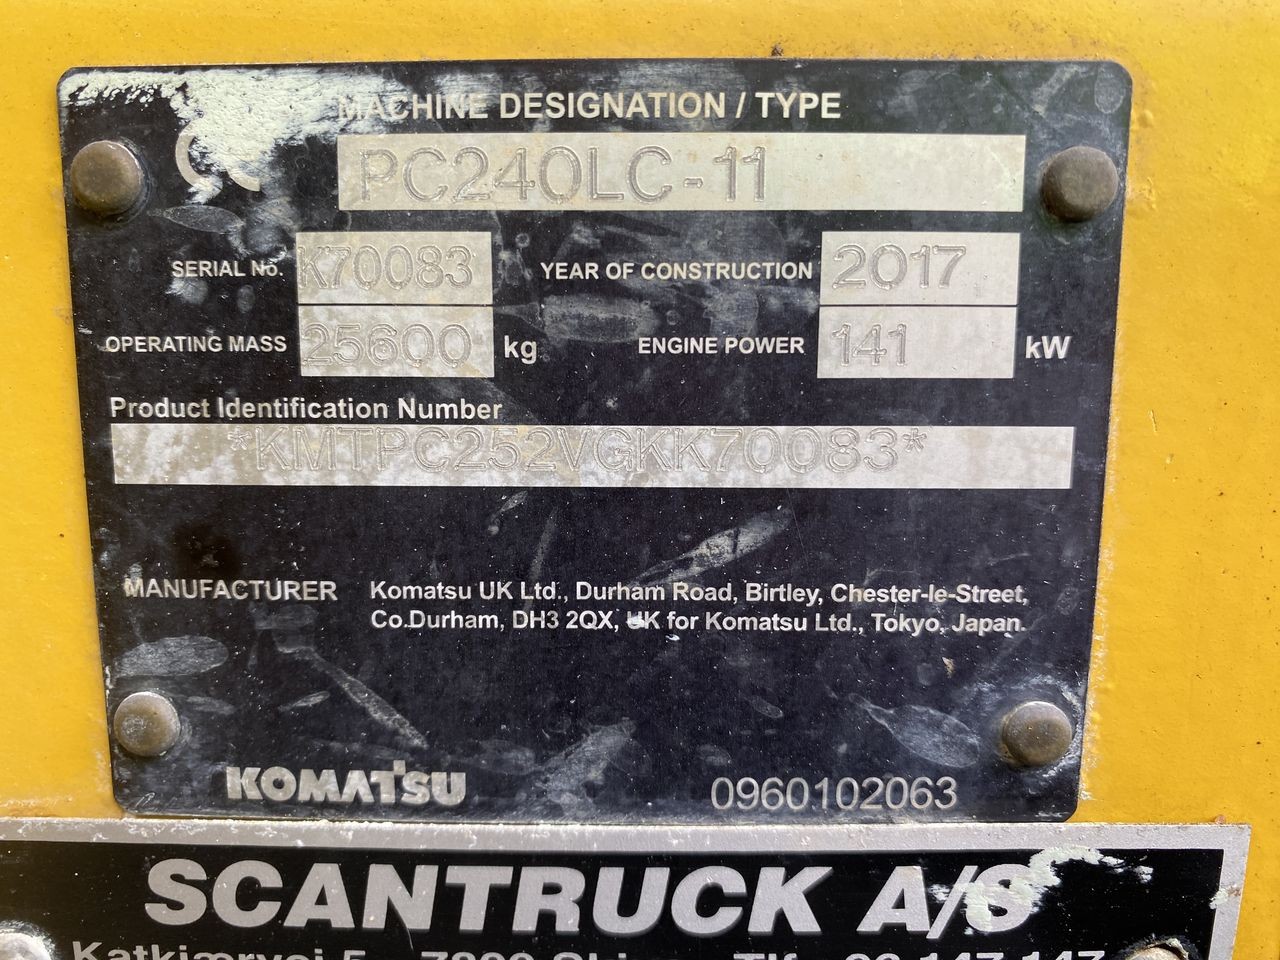 MACHINE DESIGNATION / TYPE
PC240LC-11
SERIAL No. K70083 YEAR OF CONSTRUCTION 2017
OPERATING MASS 25600 kg ENGINE POWER 141 kW
Product Identification Number
*KMTPC252VGKK70083*
MANUFACTURER Komatsu UK Ltd., Durham Road, Birtley, Chester-le-Street,
Co.Durham, DH3 2QX, UK for Komatsu Ltd., Tokyo, Japan.
KOMATSU 0960102063
SCANTRUCK A/S
Katkjærvej 5